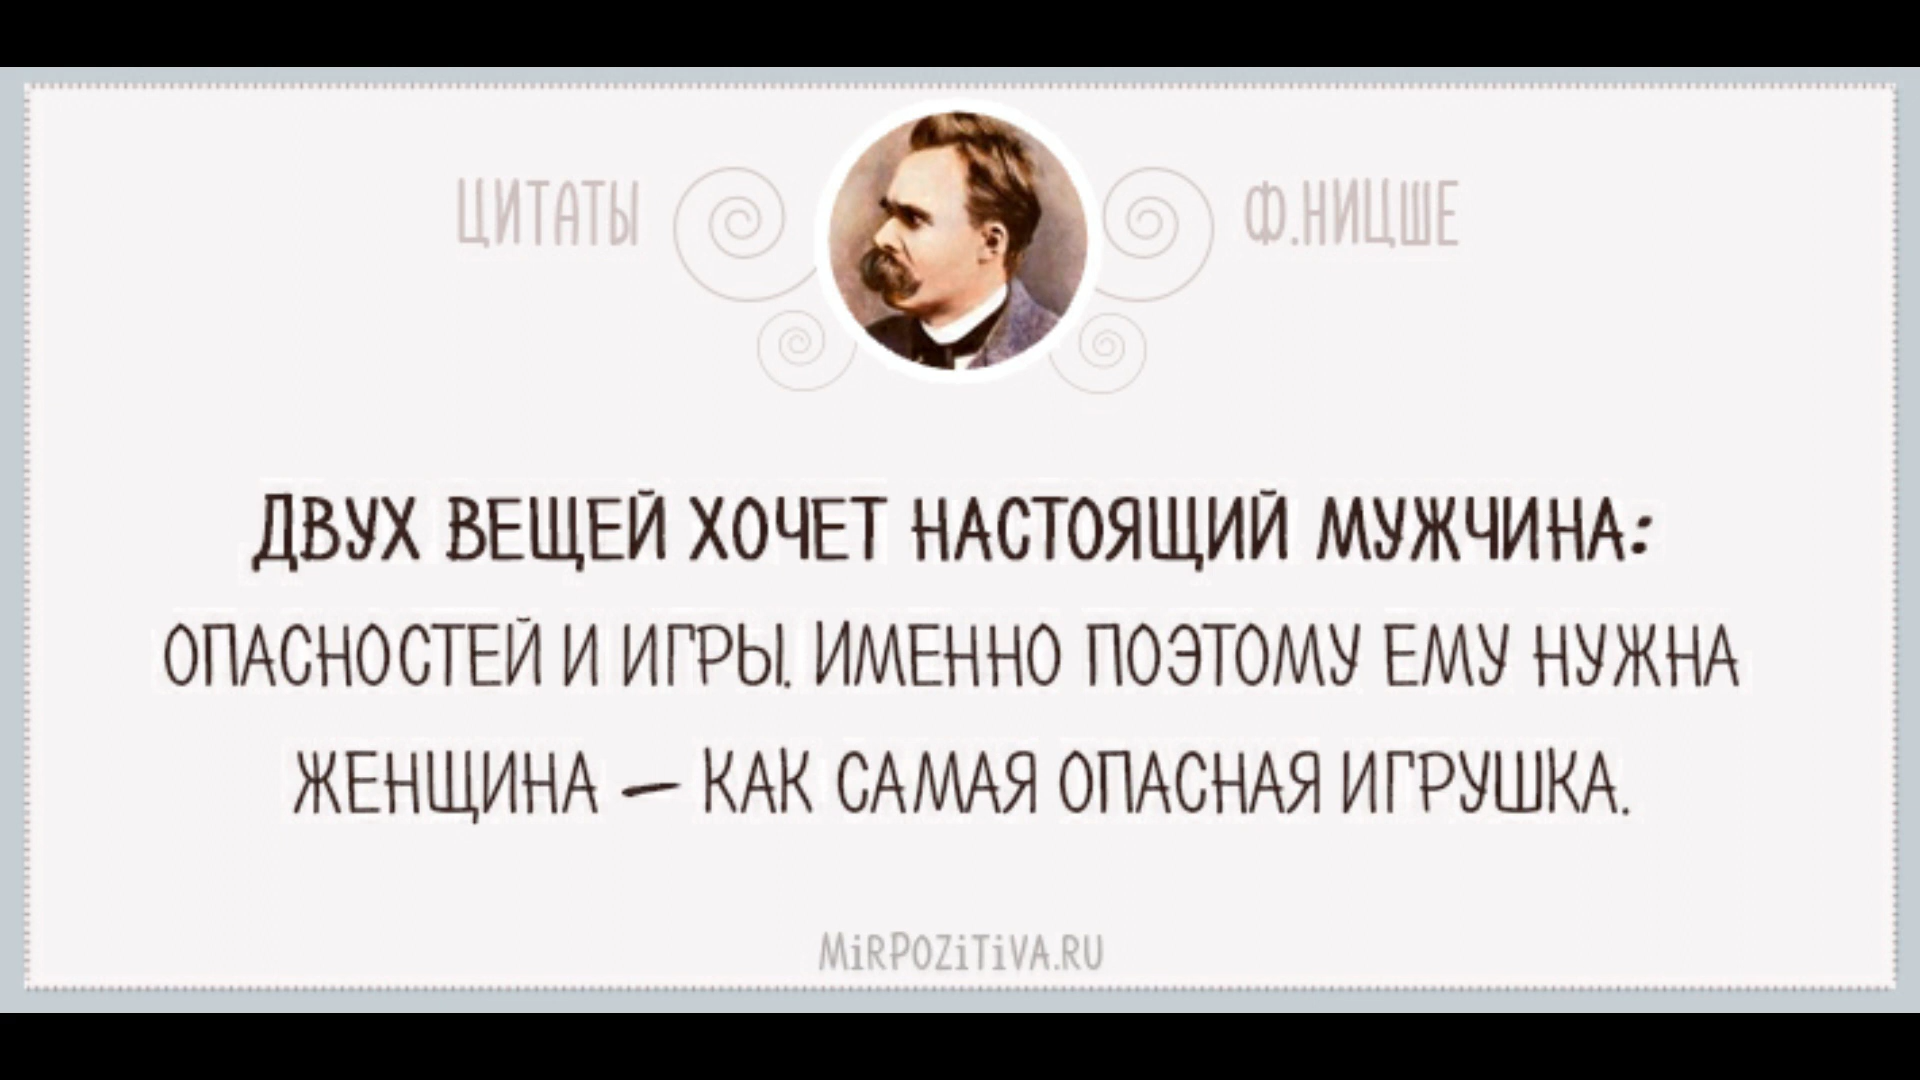 ЦИТАТЫ Ф.НИЦШЕ
ДВУХ ВЕЩЕЙ ХОЧЕТ НАСТОЯЩИЙ МУЖЧИНА:
ОПАСНОСТЕЙ И ИГРЫ. ИМЕННО ПОЭТОМУ ЕМУ НУЖНА
ЖЕНЩИНА – КАК САМАЯ ОПАСНАЯ ИГРУШКА.
MiRPOZiTiVA.RU